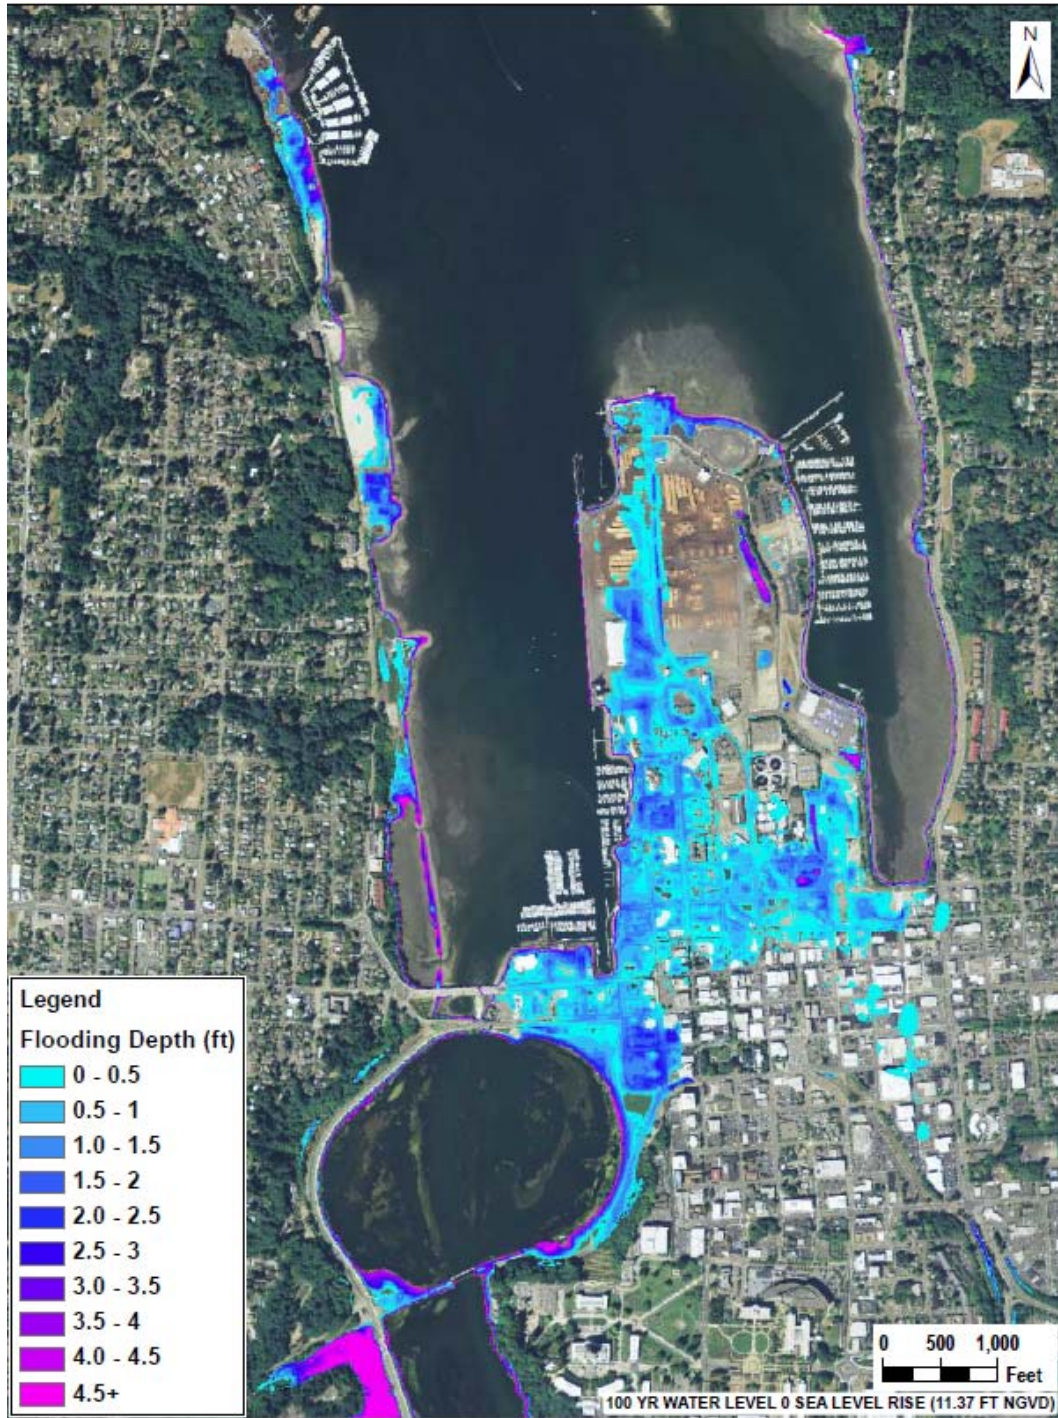 N
Legend
Flooding Depth (ft)
0 - 0.5
0.5 - 1
1.0 - 1.5
1.5 - 2
2.0 - 2.5
2.5 - 3
3.0 - 3.5
3.5 - 4
4.0 - 4.5
4.5+
0 500 1,000
Feet
100 YR WATER LEVEL 0 SEA LEVEL RISE (11.37 FT NGVD)